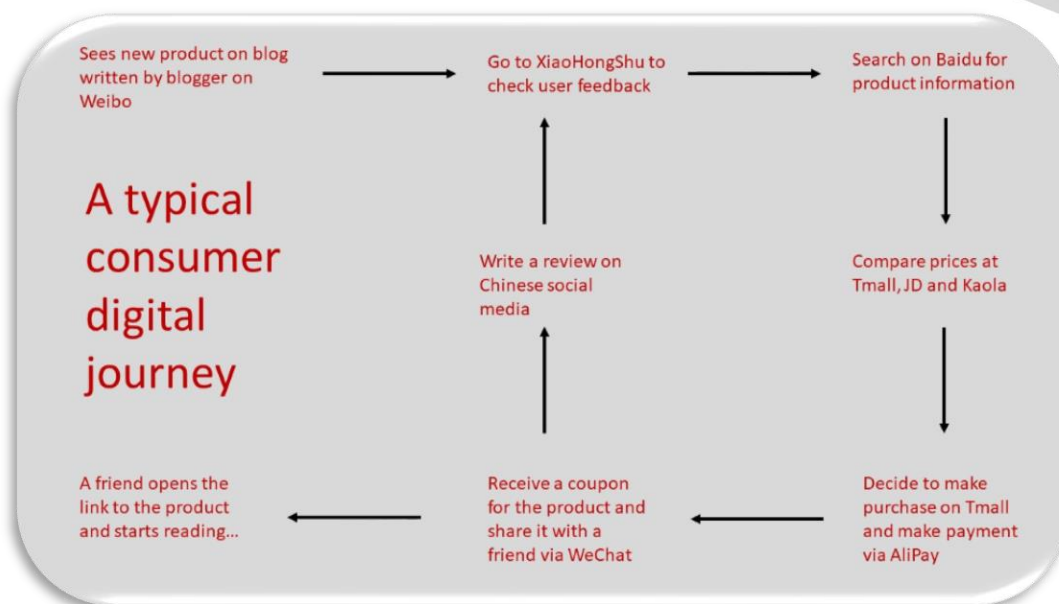 Sees new product on blog
written by blogger on
Weibo
Go to XiaoHongShu to
check user feedback
Search on Baidu for
product information
A typical
consumer
digital
journey
Write a review on
Chinese social
media
Compare prices at
Tmall, JD and Kaola
A friend opens the
link to the product
and starts reading...
Receive a coupon
for the product and
share it with a
friend via WeChat
Decide to make
purchase on Tmall
and make payment
via AliPay